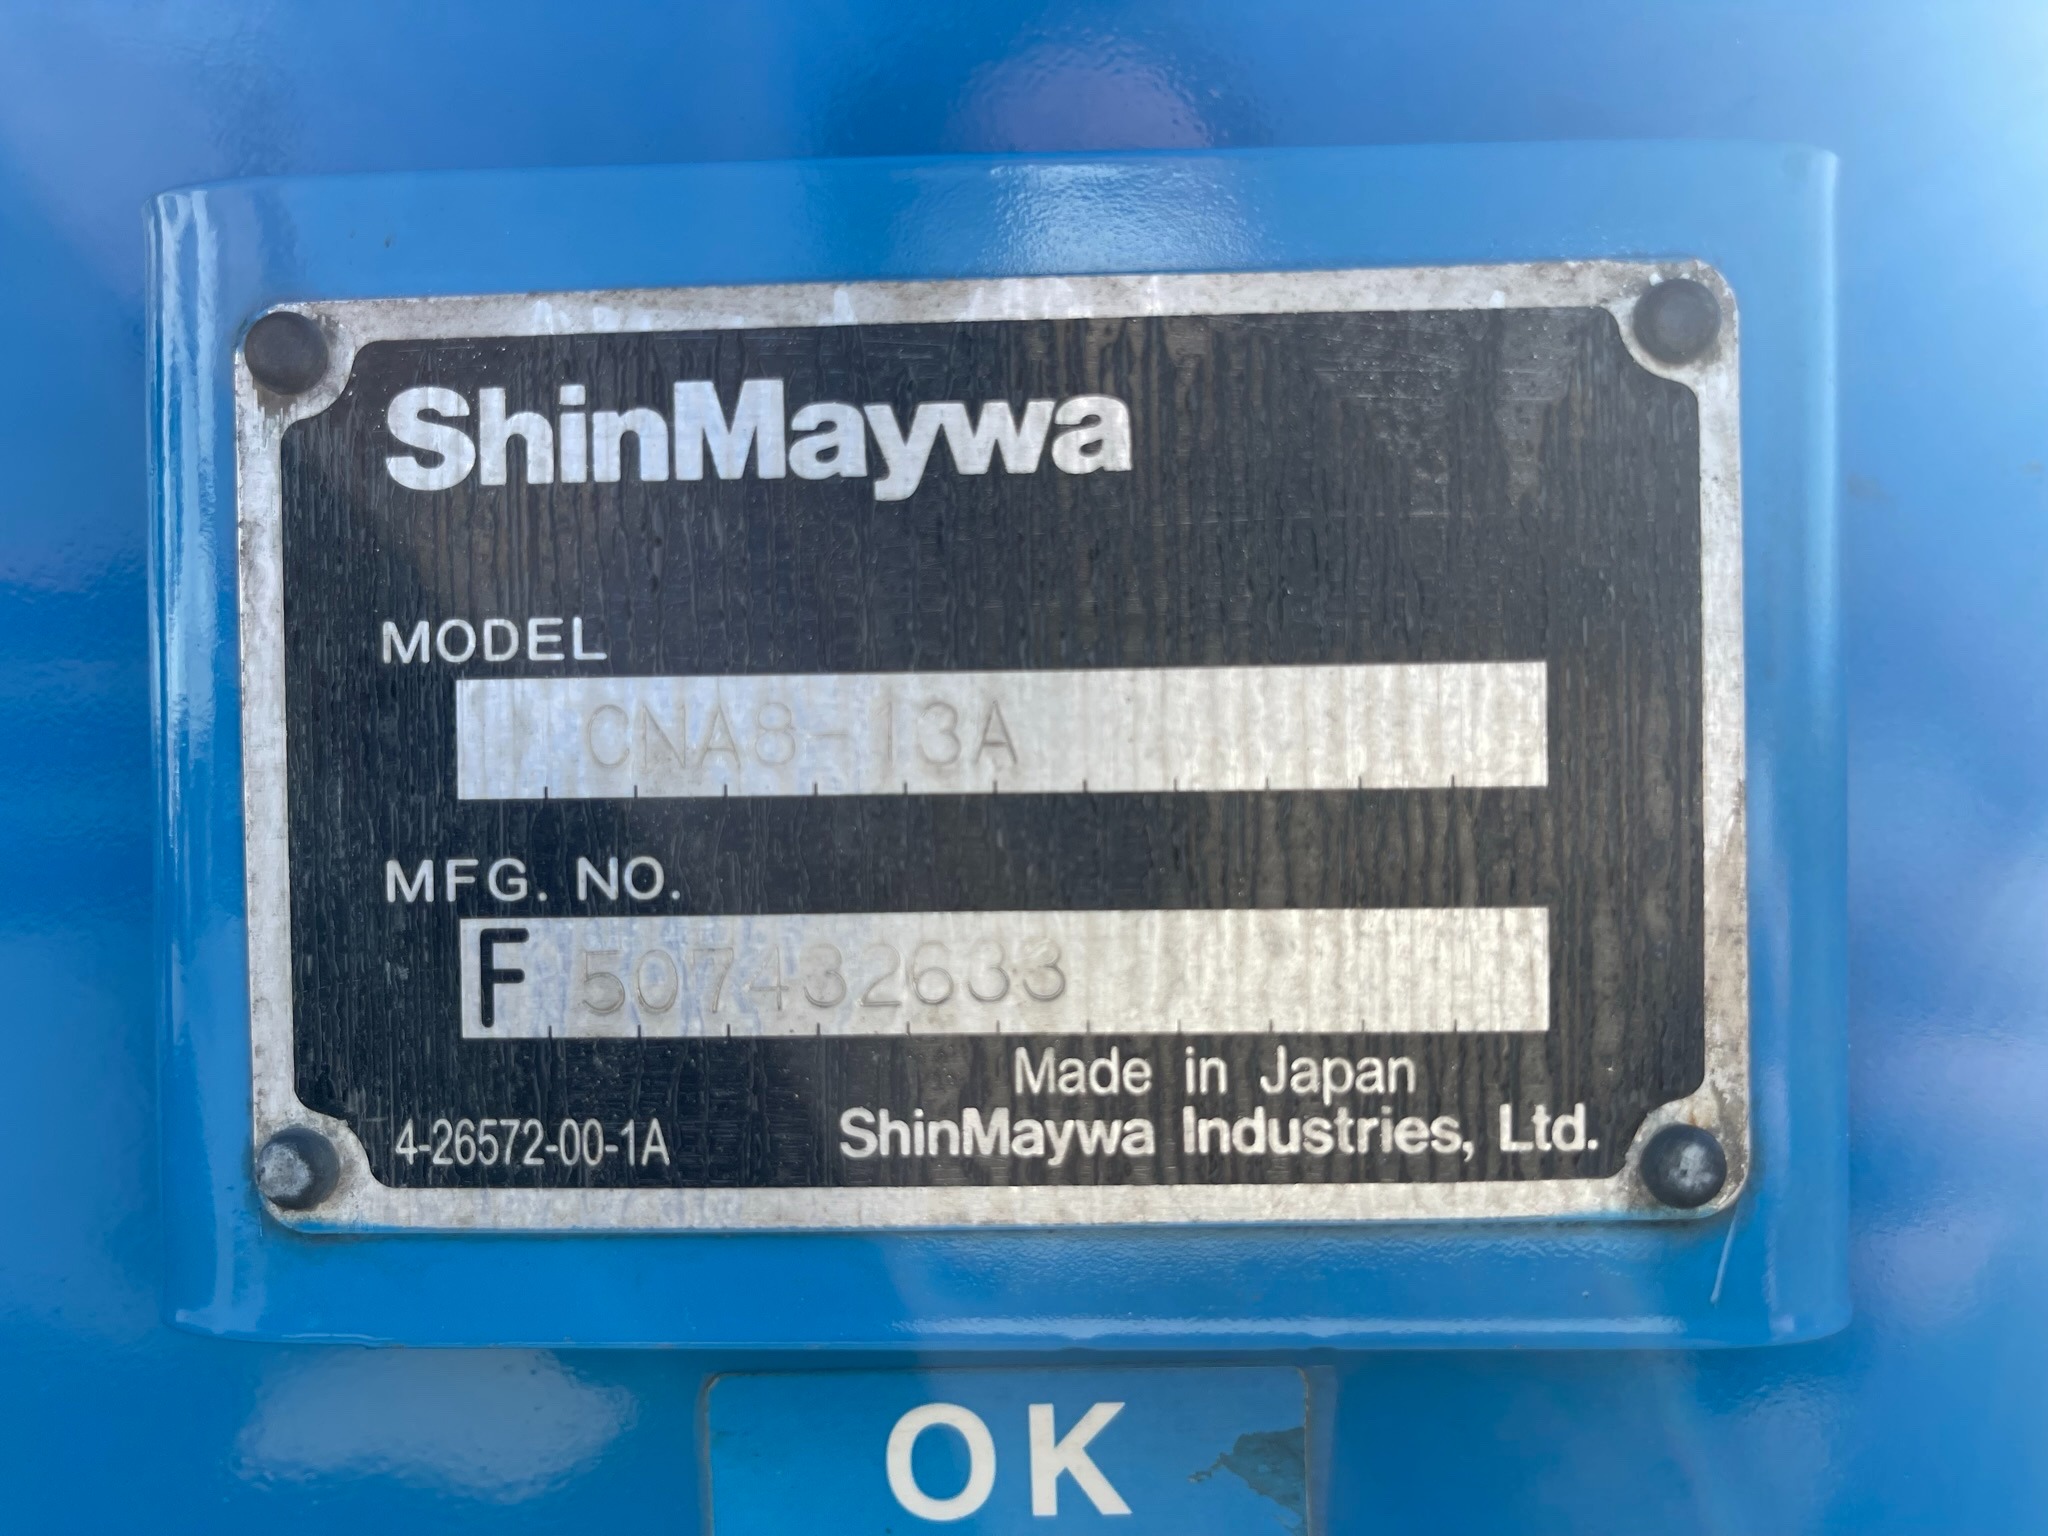 ShinMaywa
MODEL
CNA8-13A
MFG. NO.
F 507432633
Made in Japan
4-26572-00-1A ShinMaywa Industries, Ltd.
OK